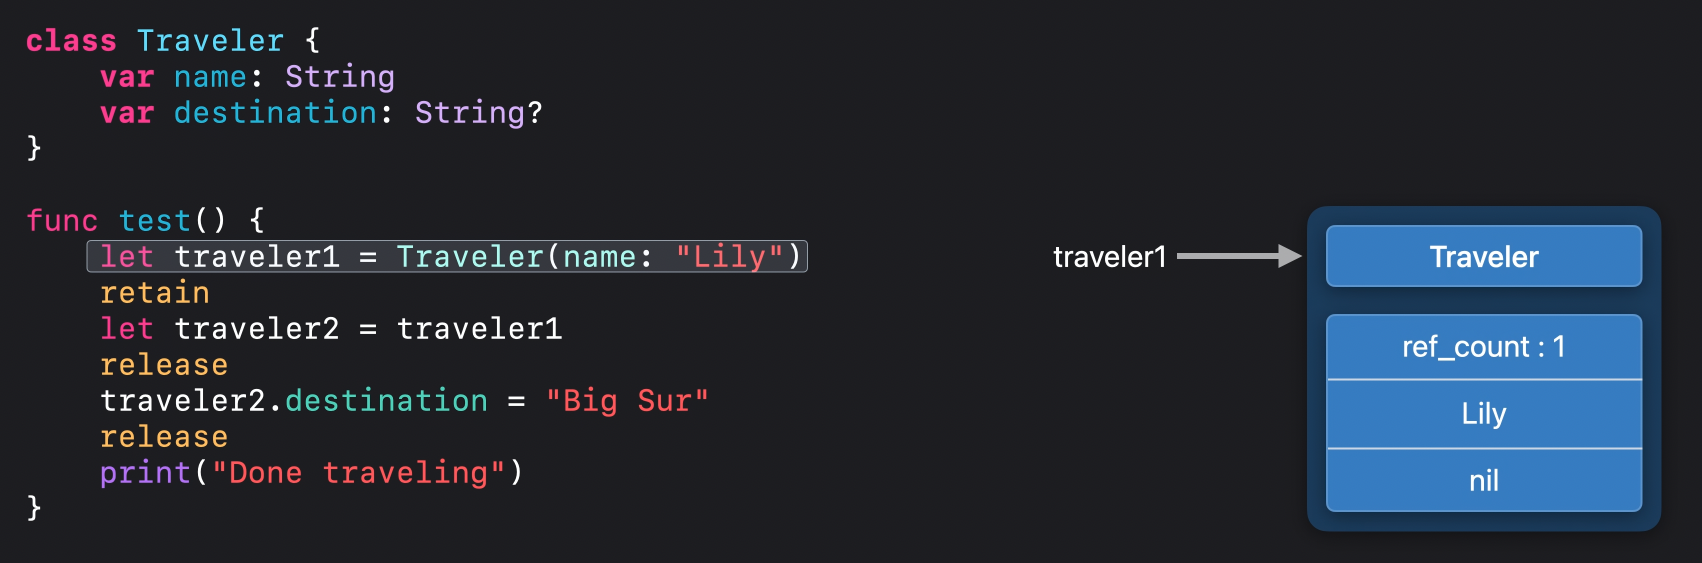 class Traveler {
    var name: String
    var destination: String?
}
func test() {
    let traveler1 = Traveler(name: "Lily")
    retain
    let traveler2 = traveler1
    release
    traveler2.destination = "Big Sur"
    release
    print("Done traveling")
}
traveler1
Traveler
ref_count : 1
Lily
nil